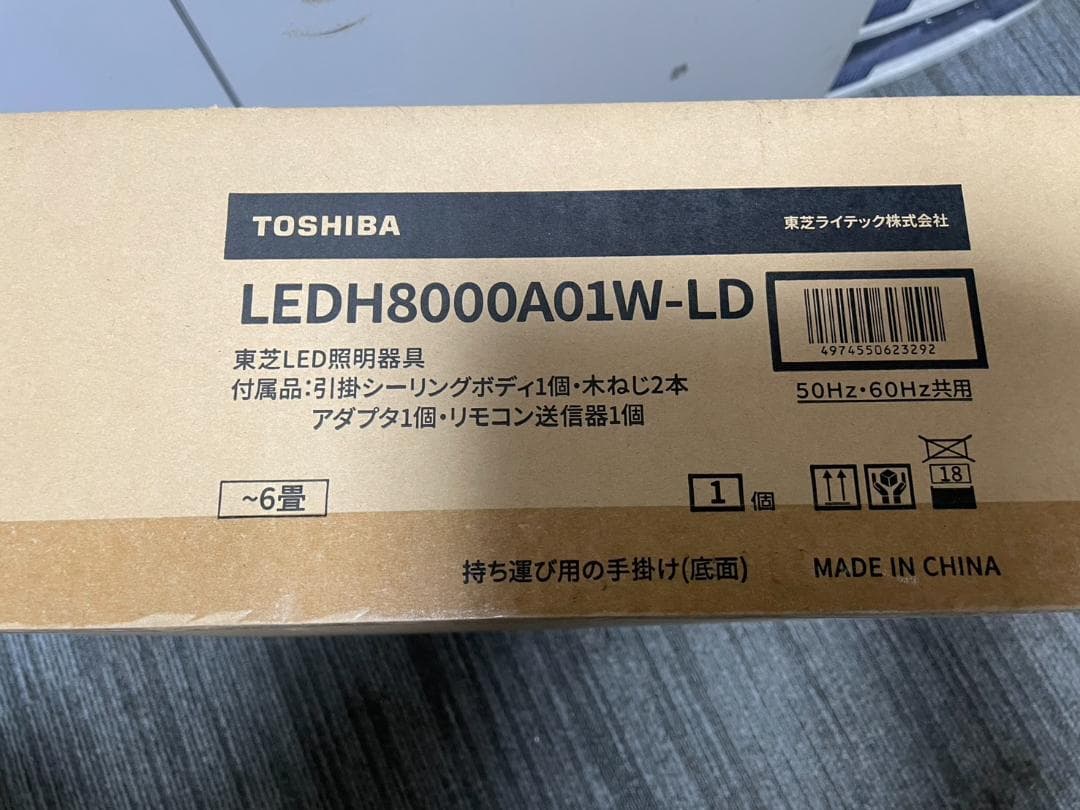 TOSHIBA
東芝ライテック株式会社
LEDH8000A01W-LD
4974550623292
東芝LED照明器具
付属品:引掛シーリングボディ1個・木ねじ2本
アダプタ1個・リモコン送信器1個
50Hz・60Hz共用
~6畳
1個
18
持ち運び用の手掛け(底面)
MADE IN CHINA